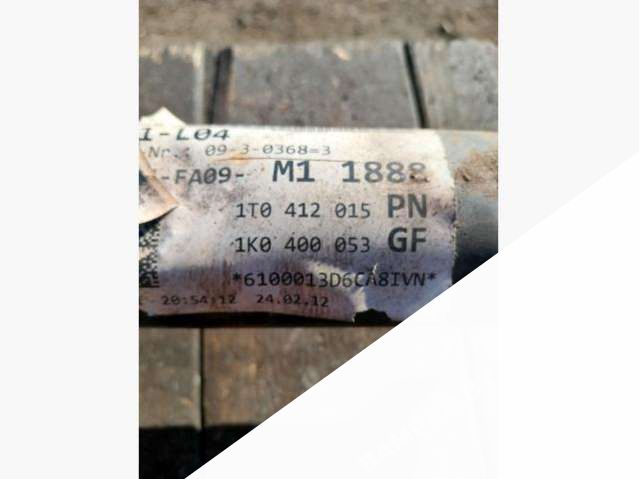 I-L04
Nr. : 09-3-0368=3
-FA09- M1 1888
1T0 412 015 PN
1K0 400 053 GF
*6100013D6CA8IVN*
20:54:12 24.02.12